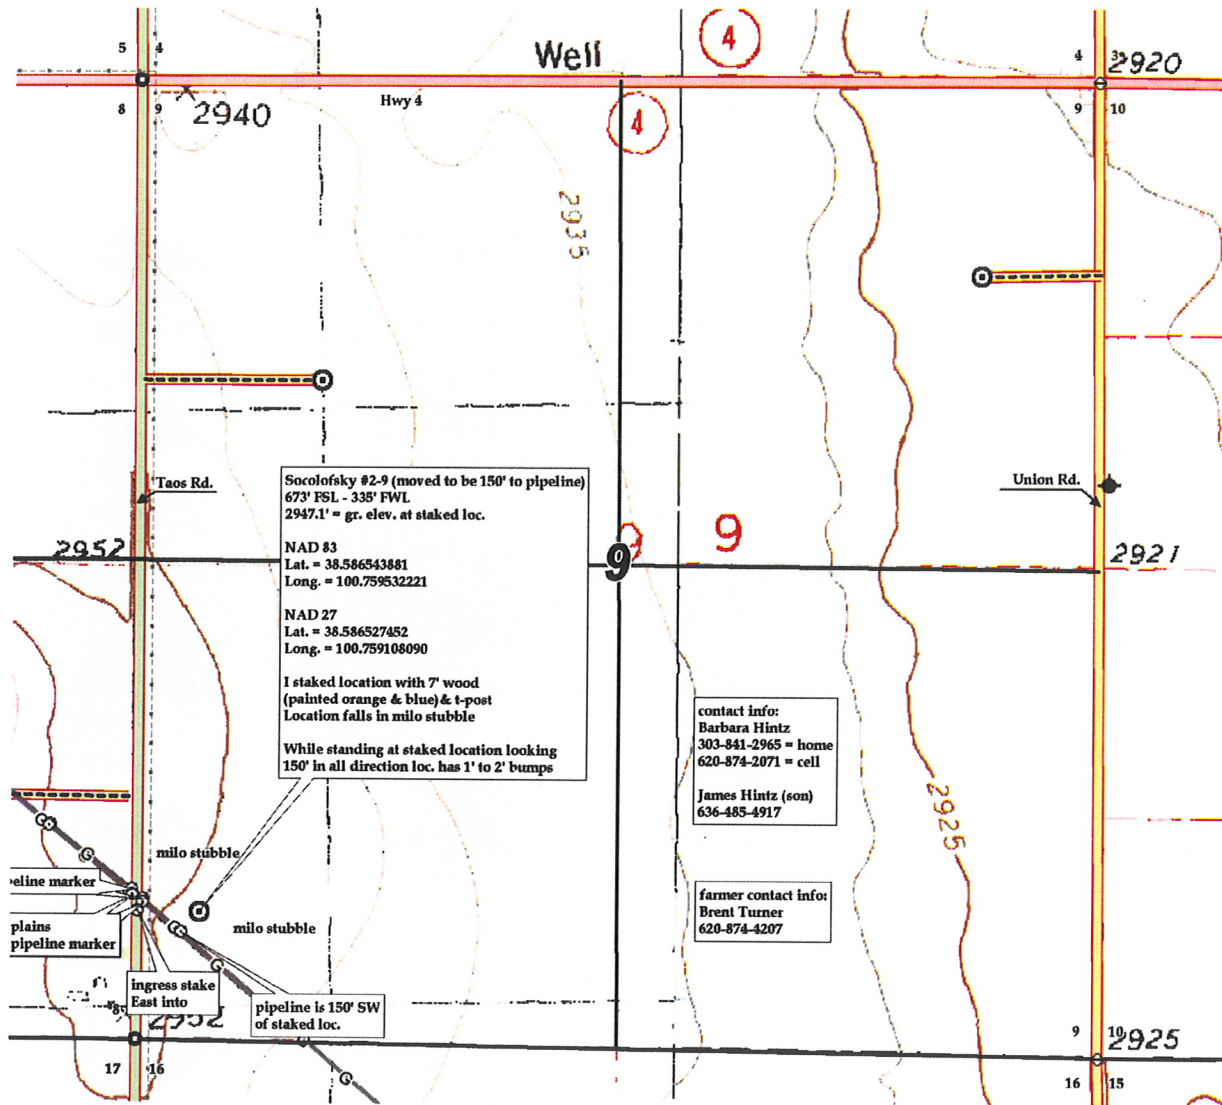 5 4
4
4 3
Well
2920
8 9
2940
Hwy 4
4
9 10
2935
Taos Rd.
Union Rd.
Socolofsky #2-9 (moved to be 150' to pipeline)
673' FSL - 335' FWL
2947.1' = gr. elev. at staked loc.
NAD 83
Lat. = 38.586543881
Long. = 100.759532221
NAD 27
Lat. = 38.586527452
Long. = 100.759108090
I staked location with 7' wood
(painted orange & blue) & t-post
Location falls in milo stubble
While standing at staked location looking
150' in all direction loc. has 1' to 2' bumps
2952
9
9
2921
contact info:
Barbara Hintz
303-841-2965 = home
620-874-2071 = cell
James Hintz (son)
636-485-4917
2925
milo stubble
eline marker
plains
pipeline marker
milo stubble
farmer contact info:
Brent Turner
620-874-4207
ingress stake
East into
pipeline is 150' SW
of staked loc.
8
2952
9 10
2925
17 16
16 15